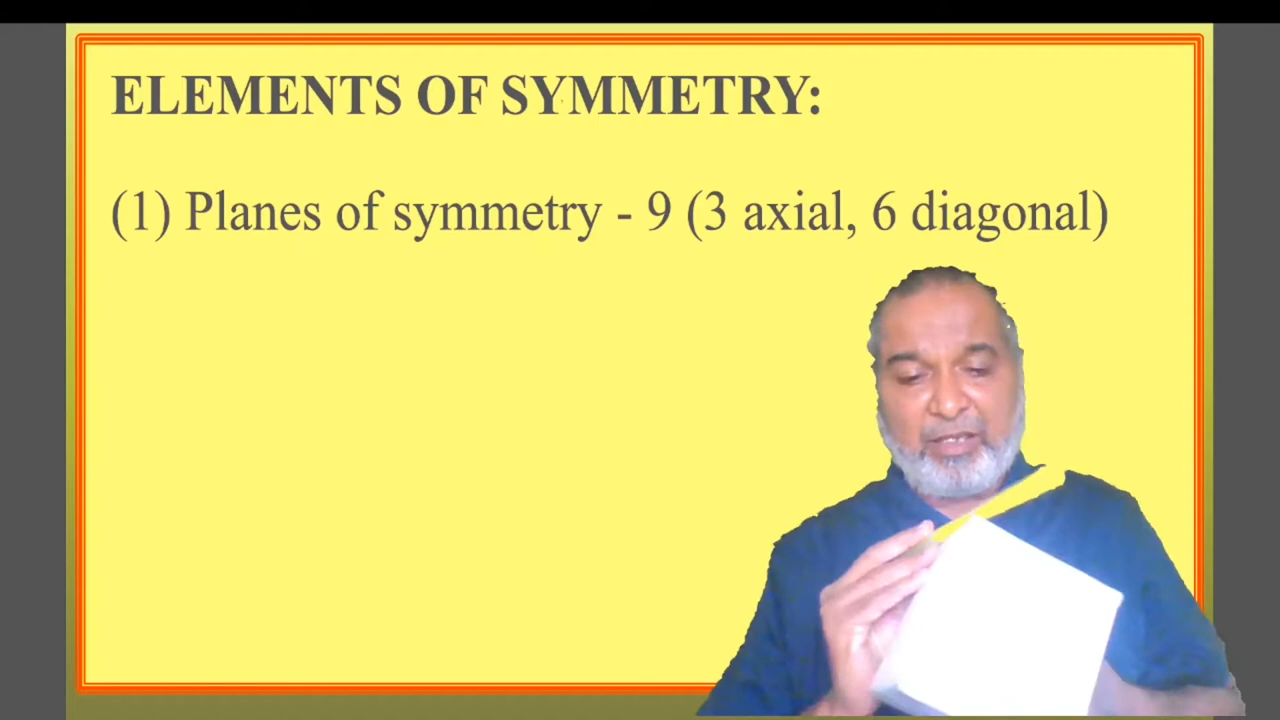 ELEMENTS OF SYMMETRY:
(1) Planes of symmetry - 9 (3 axial, 6 diagonal)